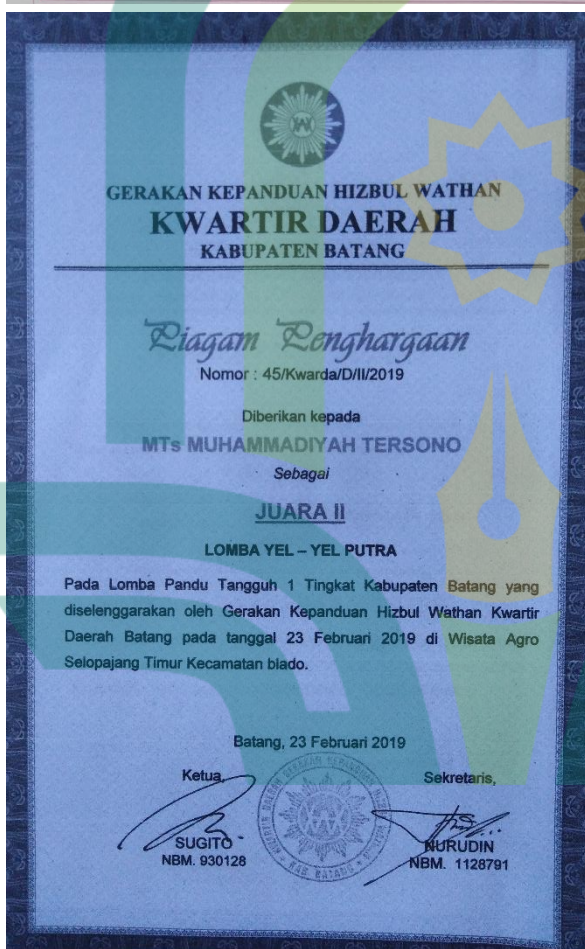 GERAKAN KEPANDUAN HIZBUL WATHAN
KWARTIR DAERAH
KABUPATEN BATANG
Piagam Penghargaan
Nomor : 45/Kwarda/D/II/2019
Diberikan kepada
MTs MUHAMMADIYAH TERSONO
Sebagai
JUARA II
LOMBA YEL – YEL PUTRA
Pada Lomba Pandu Tangguh 1 Tingkat Kabupaten Batang yang
diselenggarakan oleh Gerakan Kepanduan Hizbul Wathan Kwartir
Daerah Batang pada tanggal 23 Februari 2019 di Wisata Agro
Selopajang Timur Kecamatan blado.
Batang, 23 Februari 2019
Ketua,
Sekretaris,
SUGITO
NURUDIN
NBM. 930128
NBM. 1128791
KAB. BATANG